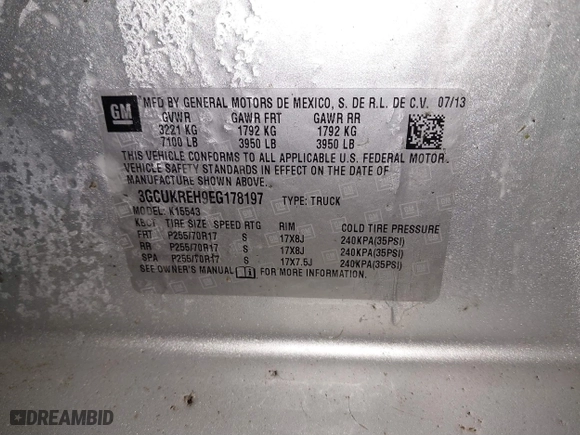 GM
MFD BY GENERAL MOTORS DE MEXICO, S. DE R.L. DE C.V. 07/13
GVWR GAWR FRT GAWR RR
3221 KG 1792 KG 1792 KG
7100 LB 3950 LB 3950 LB
THIS VEHICLE CONFORMS TO ALL APPLICABLE U.S. FEDERAL MOTOR
VEHICLE SAFETY STANDARDS IN EFFECT ON THE DATE OF
MANUFACTURE SHOWN ABOVE.
3GCUKREH9EG178197 TYPE: TRUCK
MODEL: K15543
KBCT TIRE SIZE SPEED RTG RIM COLD TIRE PRESSURE
FRT P255/70R17 S 17X8J 240KPA(35PSI)
RR P255/70R17 S 17X8J 240KPA(35PSI)
SPA P255/70R17 S 17X7.5J 240KPA(35PSI)
SEE OWNER'S MANUAL FOR MORE INFORMATION.
DREAMBID